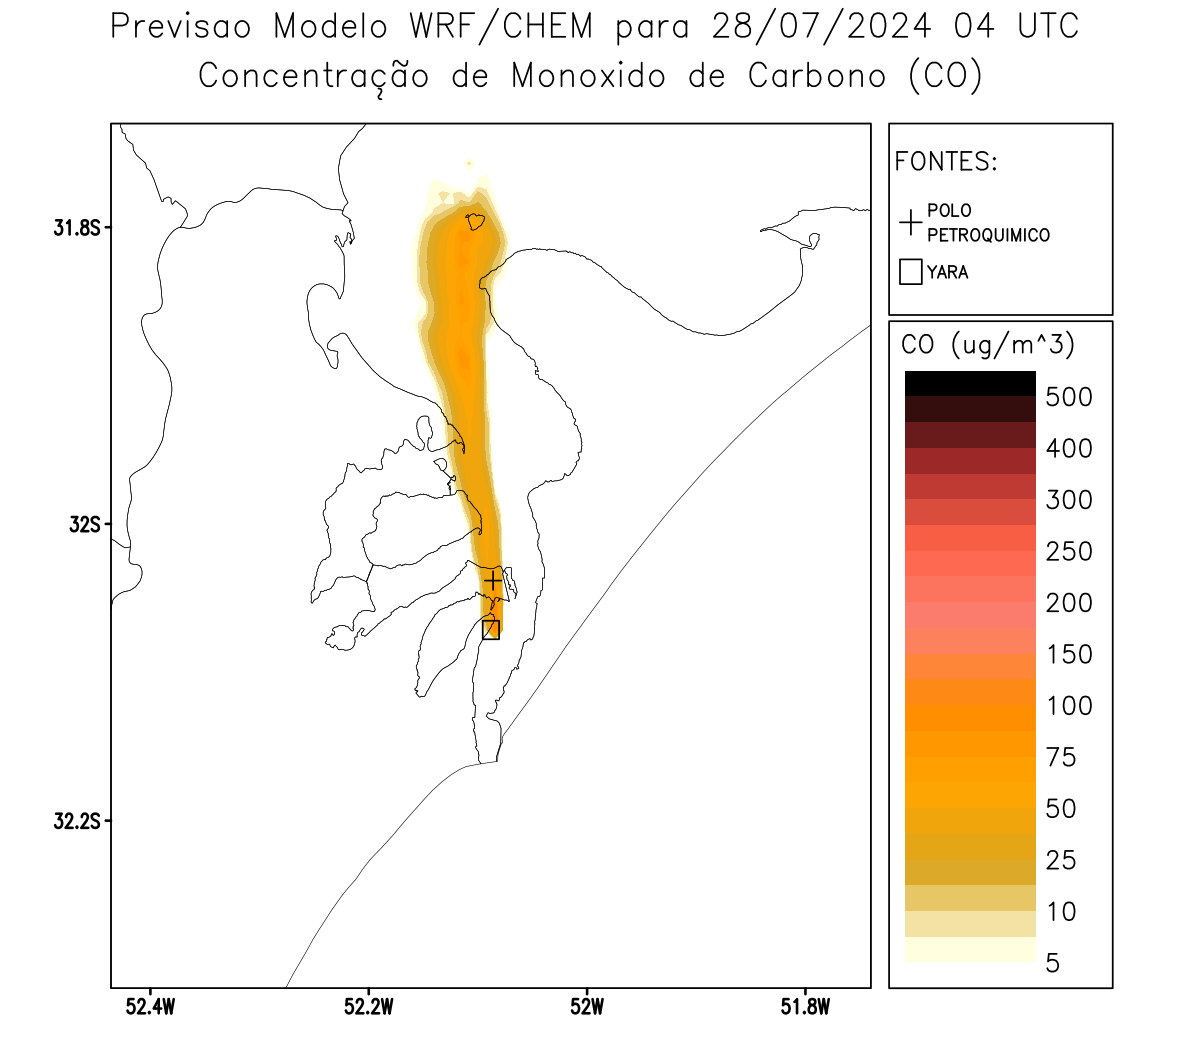 Previsao Modelo WRF/CHEM para 28/07/2024 04 UTC
Concentração de Monoxido de Carbono (CO)
FONTES:
POLO
PETROQUIMICO
YARA
CO (ug/m^3)
500
400
300
250
200
150
100
75
50
25
10
5
31.8S
32S
32.2S
52.4W
52.2W
52W
51.8W